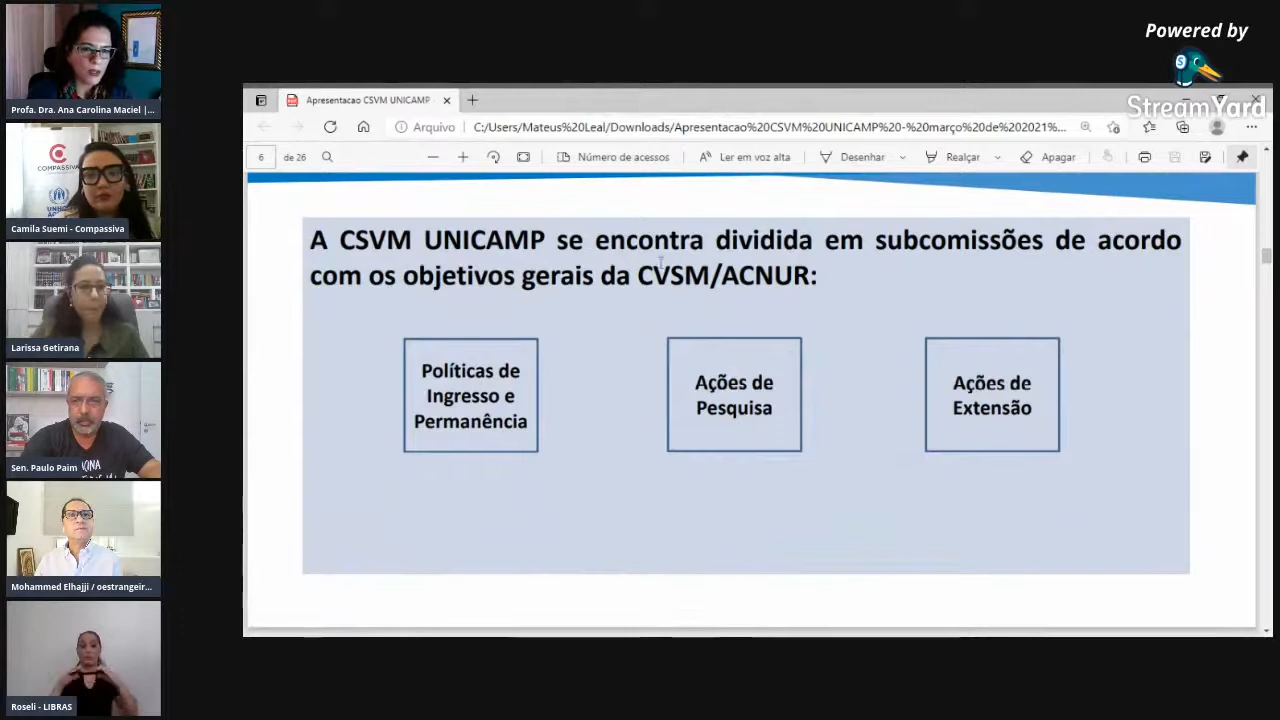 Powered by
StreamYard
Profa. Dra. Ana Carolina Maciel |...
COMPASSIVA
Camila Suemi - Compassiva
Larissa Getirana
Sen. Paulo Paim
Mohammed Elhajji / oestrangeir...
Roseli - LIBRAS
Apresentacao CSVM UNICAMP
Arquivo
C:/Users/Mateus%20Leal/Downloads/Apresentacao%20CSVM%20UNICAMP%20-%20março%20de%202021%...
6 de 26
Número de acessos
Ler em voz alta
Desenhar
Realçar
Apagar
A CSVM UNICAMP se encontra dividida em subcomissões de acordo
com os objetivos gerais da CVSM/ACNUR:
Políticas de
Ingresso e
Permanência
Ações de
Pesquisa
Ações de
Extensão